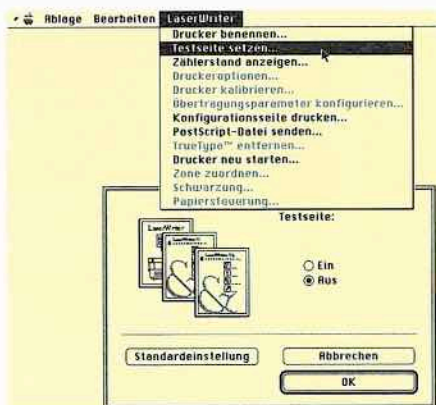 Ablage Bearbeiten LaserWriter
Drucker benennen...
Testseite setzen...
Zählerstand anzeigen...
Druckeroptionen...
Drucker kalibrieren...
Übertragungsparameter konfigurieren...
Konfigurationsseite drucken...
PostScript-Datei senden...
TrueType™ entfernen...
Drucker neu starten...
Zone zuordnen...
Schwärzung...
Papiersteuerung...
Testseite:
LaserWriter
Ein
Aus
Standardeinstellung
Abbrechen
OK